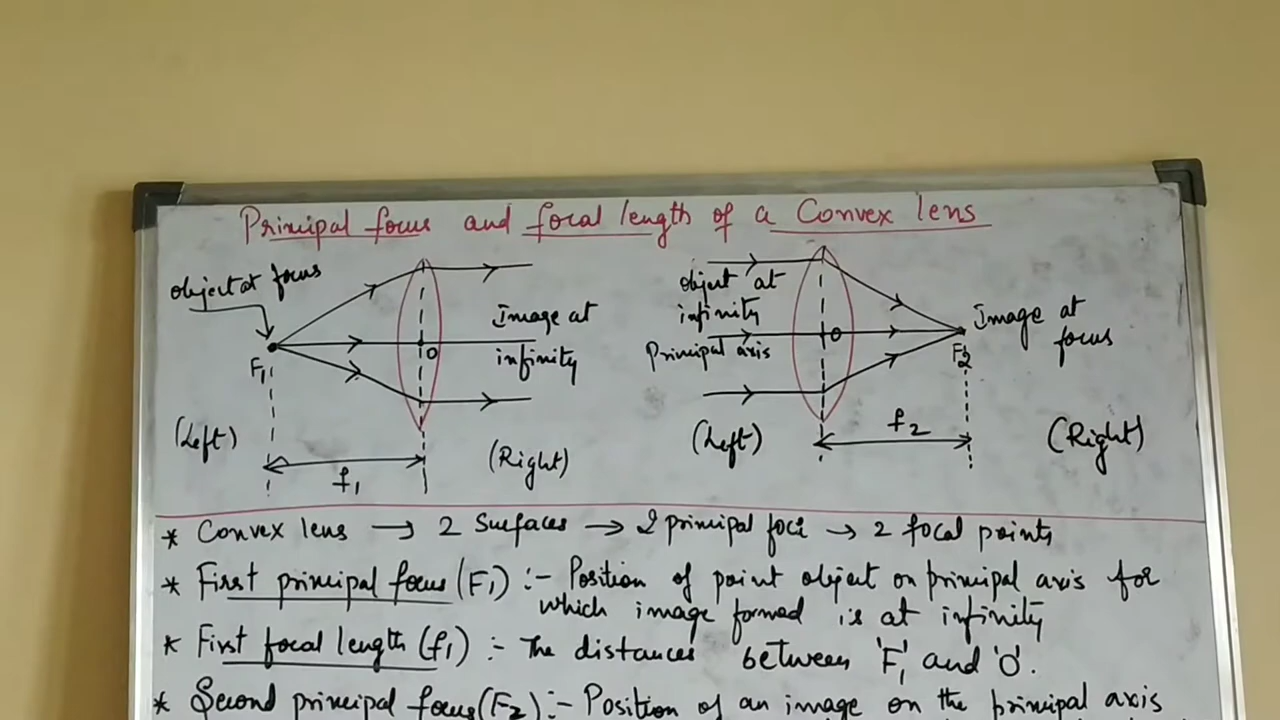 Principal focus and focal length of a Convex lens
object at focus
Image at
infinity
F1
O
(Left)
(Right)
f1
object at
infinity
Principal axis
O
Image at
focus
F2
(Left)
f2
(Right)
* Convex lens → 2 Surfaces → 2 principal foci → 2 focal points
* First principal focus (F1) :- Position of point object on principal axis for
which image formed is at infinity
* First focal length (f1) :- The distances between 'F1' and 'O'.
* Second principal focus (F2) :- Position of an image on the principal axis